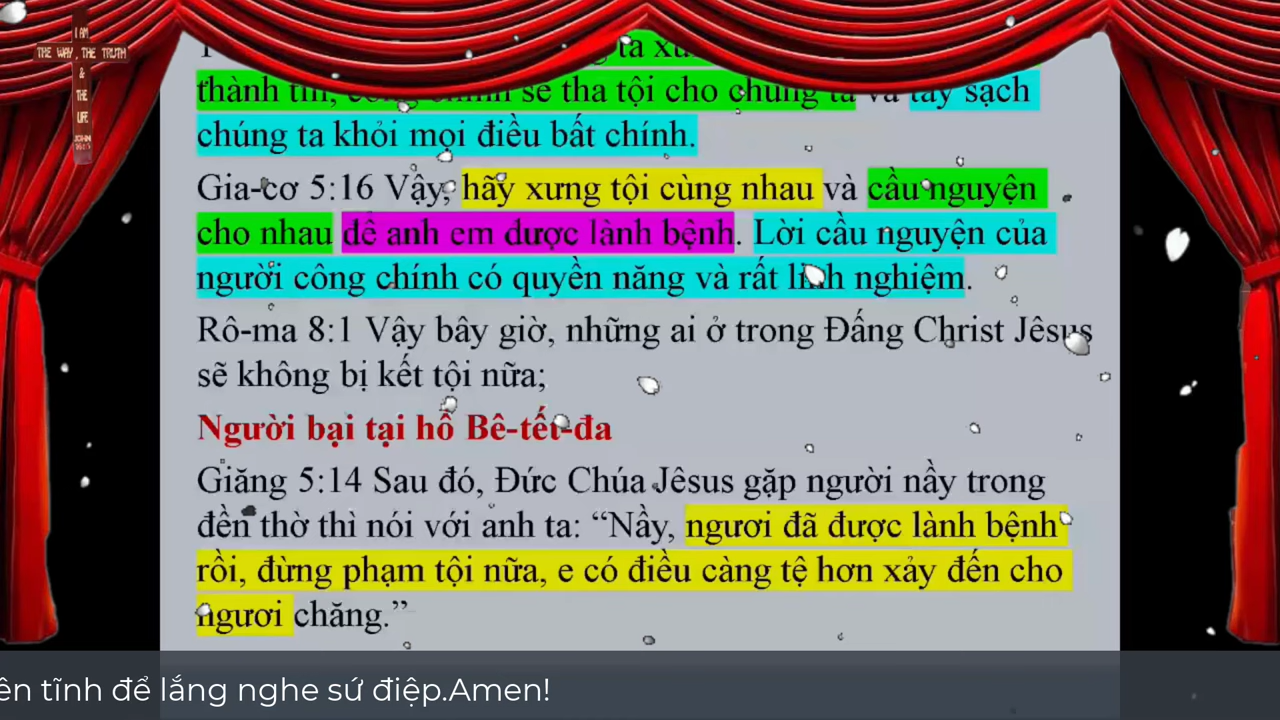 I AM
THE WAY, THE TRUTH
&
THE
LIFE
JOHN
ta xưng
thành tín, công chính sẽ tha tội cho chúng ta và tẩy sạch
chúng ta khỏi mọi điều bất chính.
Gia-cơ 5:16 Vậy, hãy xưng tội cùng nhau và cầu nguyện
cho nhau để anh em được lành bệnh. Lời cầu nguyện của
người công chính có quyền năng và rất linh nghiệm.
Rô-ma 8:1 Vậy bây giờ, những ai ở trong Đấng Christ Jêsus
sẽ không bị kết tội nữa;
Người bại tại hồ Bê-tết-đa
Giăng 5:14 Sau đó, Đức Chúa Jêsus gặp người nầy trong
đền thờ thì nói với anh ta: “Nầy, ngươi đã được lành bệnh
rồi, đừng phạm tội nữa, e có điều càng tệ hơn xảy đến cho
ngươi chăng.”
ên tĩnh để lắng nghe sứ điệp.Amen!